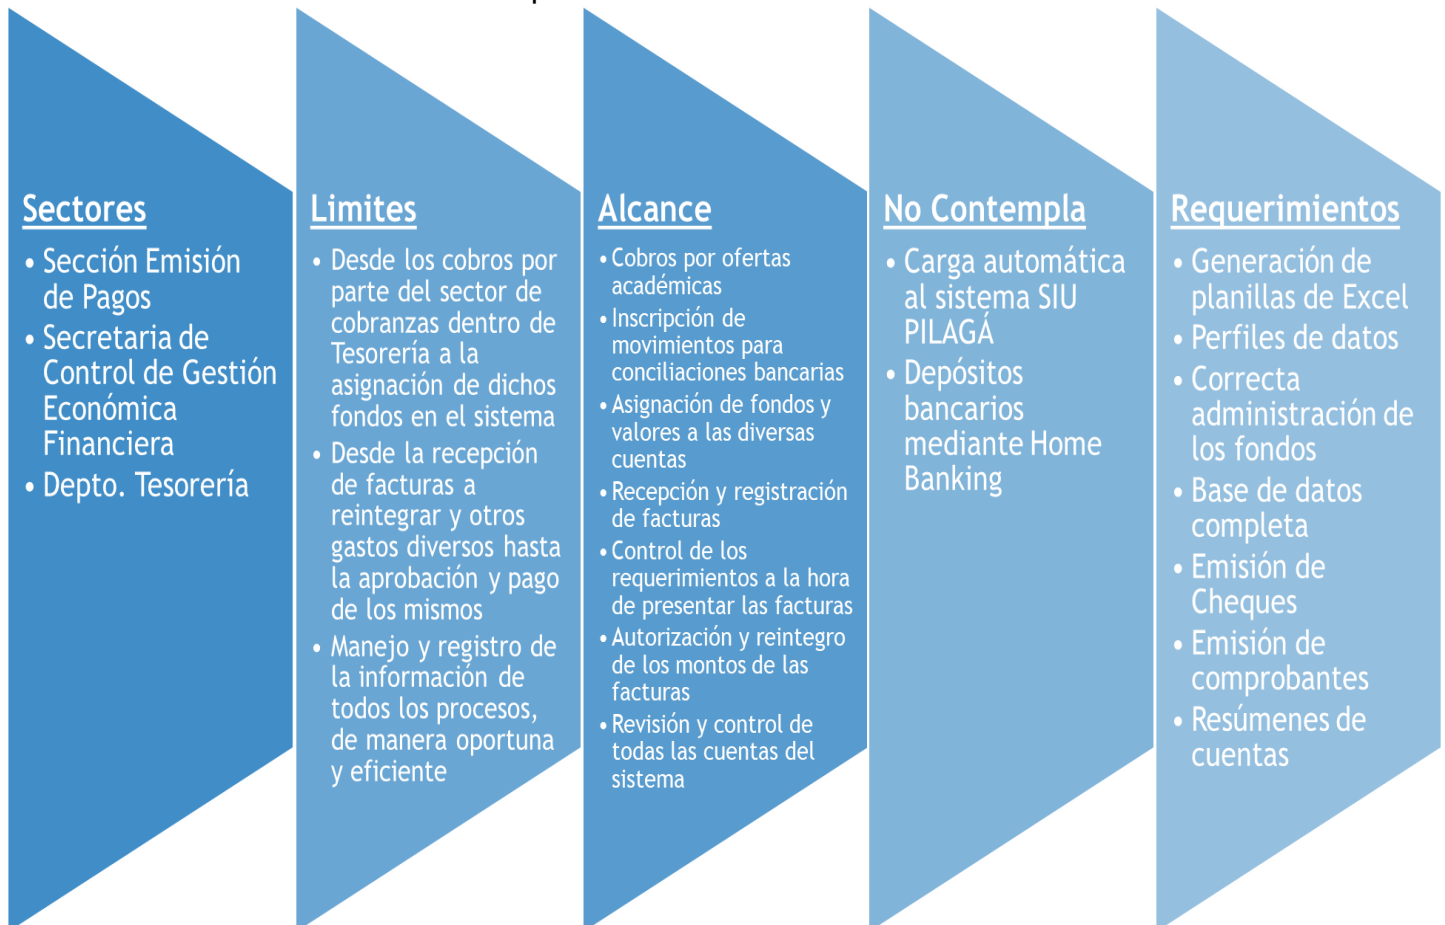 Sectores
• Sección Emisión
de Pagos
• Secretaria de
Control de Gestión
Económica
Financiera
• Depto. Tesorería
Limites
• Desde los cobros por
parte del sector de
cobranzas dentro de
Tesorería a la
asignación de dichos
fondos en el sistema
• Desde la recepción
de facturas a
reintegrar y otros
gastos diversos hasta
la aprobación y pago
de los mismos
• Manejo y registro de
la información de
todos los procesos,
de manera oportuna
y eficiente
Alcance
• Cobros por ofertas
académicas
• Inscripción de
movimientos para
conciliaciones bancarias
• Asignación de fondos y
valores a las diversas
cuentas
• Recepción y registración
de facturas
• Control de los
requerimientos a la hora
de presentar las facturas
• Autorización y reintegro
de los montos de las
facturas
• Revisión y control de
todas las cuentas del
sistema
No Contempla
• Carga automática
al sistema SIU
PILAGÁ
• Depósitos
bancarios
mediante Home
Banking
Requerimientos
• Generación de
planillas de Excel
• Perfiles de datos
• Correcta
administración de
los fondos
• Base de datos
completa
• Emisión de
Cheques
• Emisión de
comprobantes
• Resúmenes de
cuentas